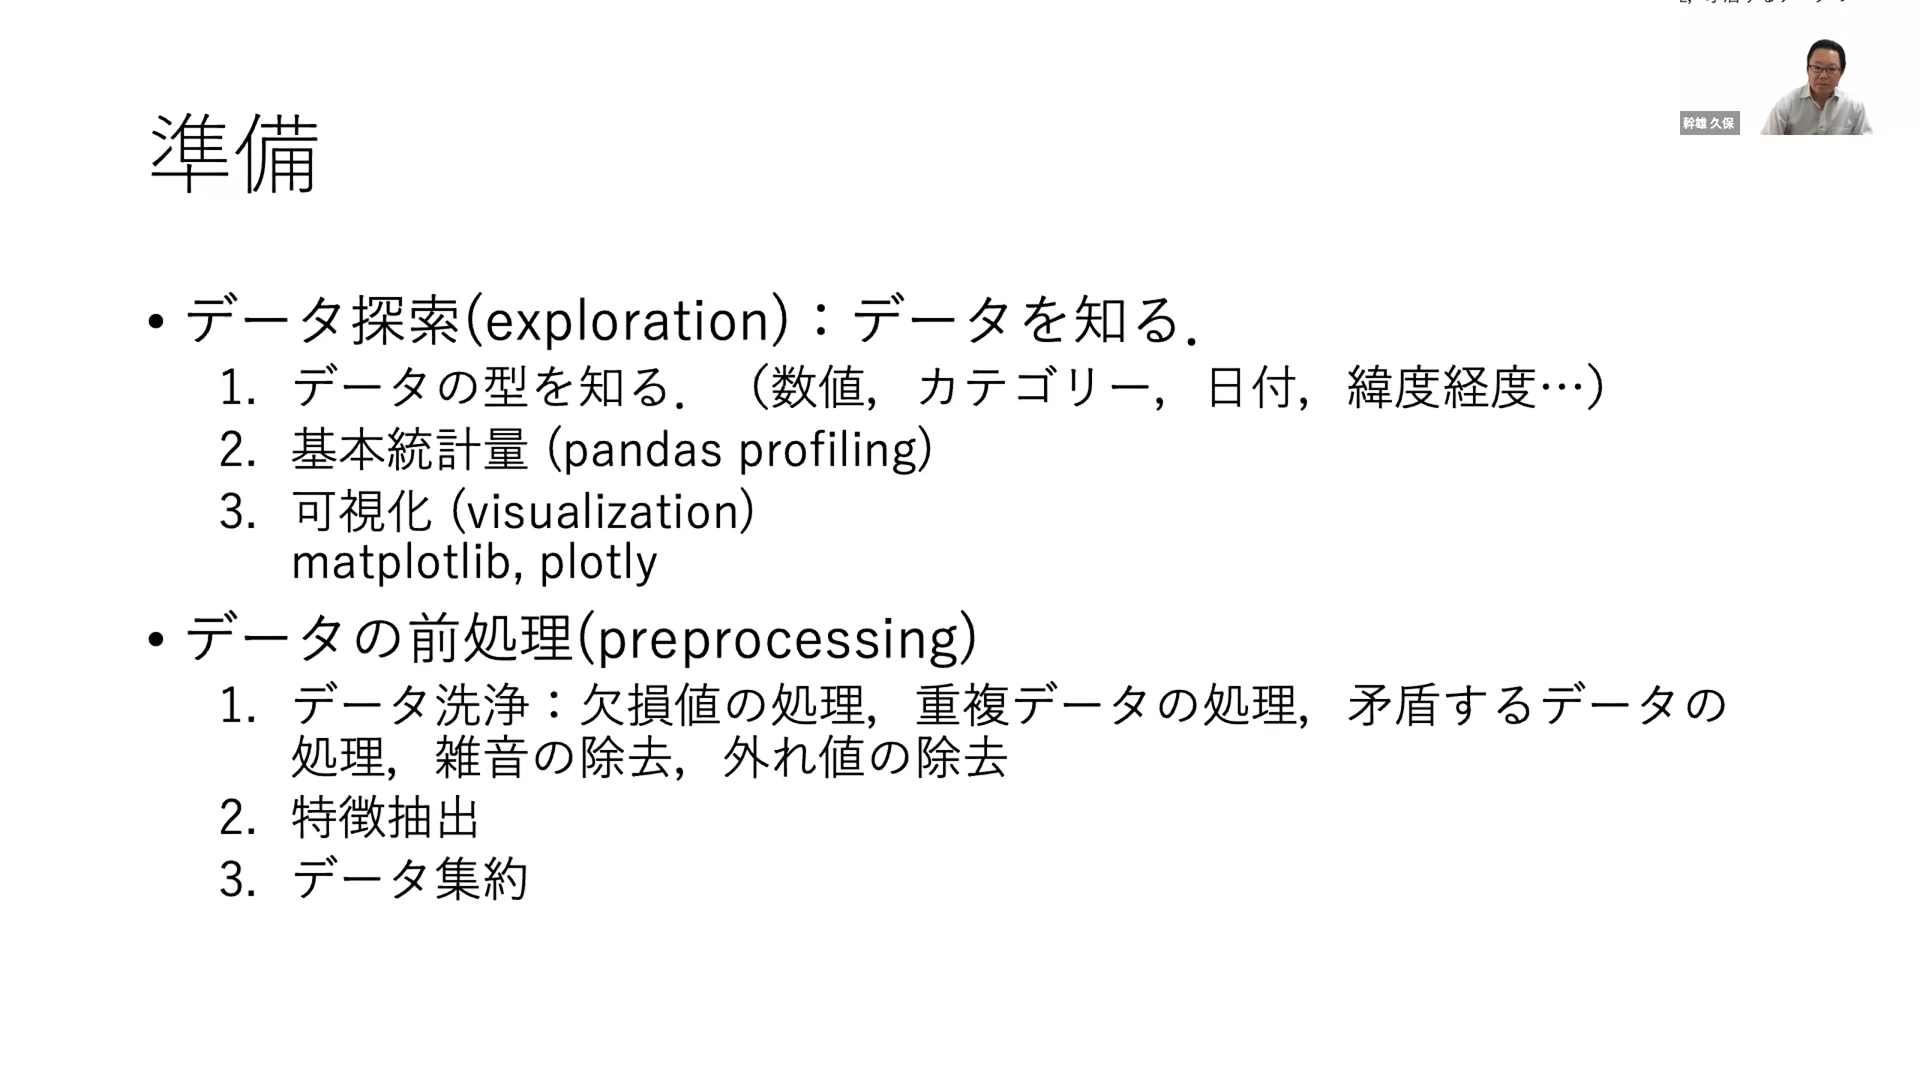 幹雄 久保
準備
• データ探索(exploration)：データを知る．
1. データの型を知る．（数値，カテゴリー，日付，緯度経度…）
2. 基本統計量 (pandas profiling)
3. 可視化 (visualization)
matplotlib, plotly
• データの前処理(preprocessing)
1. データ洗浄：欠損値の処理，重複データの処理，矛盾するデータの
処理，雑音の除去，外れ値の除去
2. 特徴抽出
3. データ集約